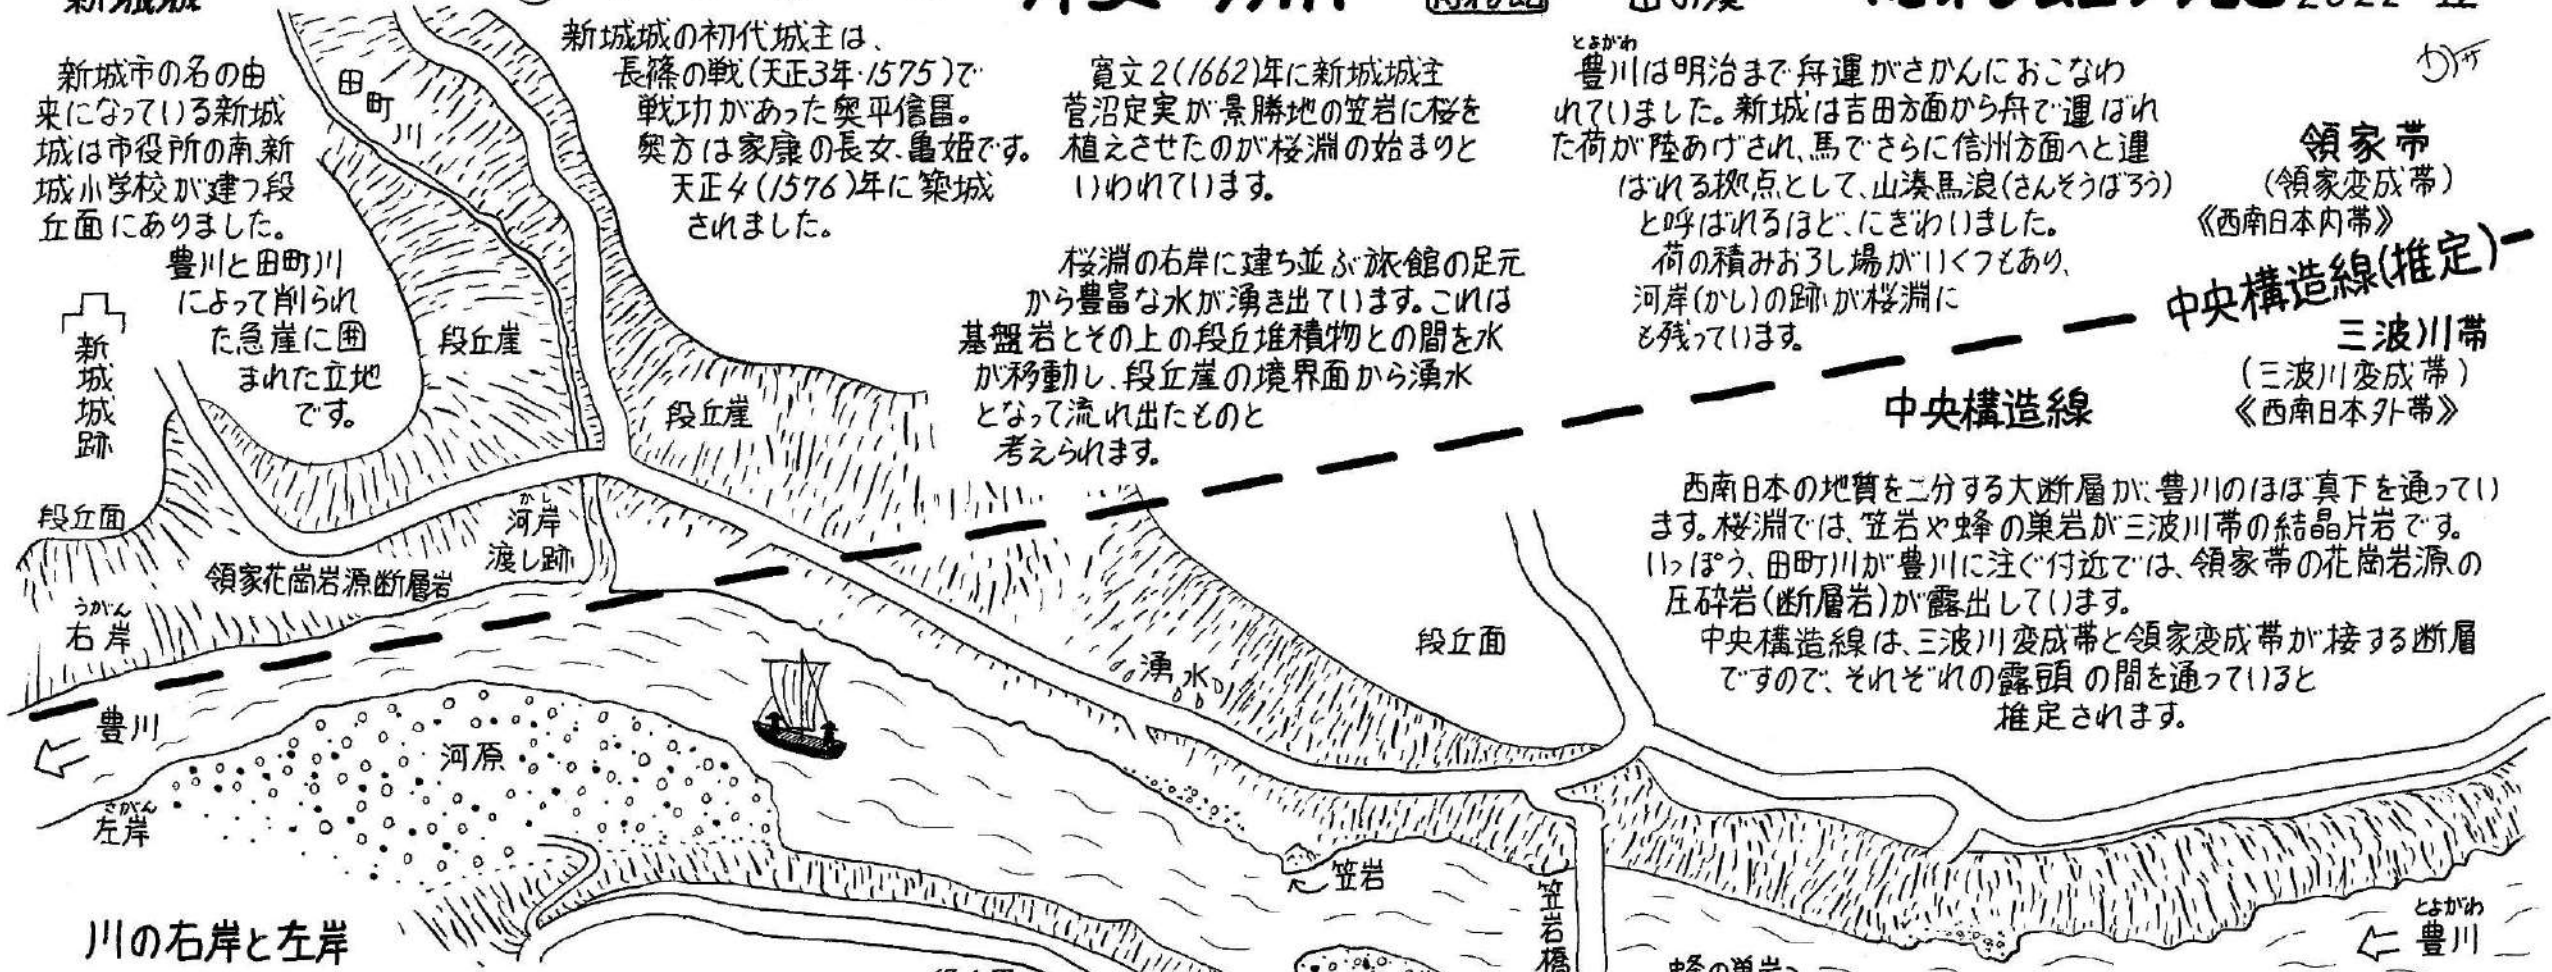 新城城
2022
新城市の名の由
来になっている新城
城は市役所の南、新
城小学校が建つ段
丘面にありました。
豊川と田町川
によって削られ
た急崖に囲
まれた立地
です。
新城城跡
段丘面
田町川
段丘崖
新城城の初代城主は、
長篠の戦(天正3年・1575)で
戦功があった奥平信昌。
奥方は家康の長女、亀姫です。
天正4(1576)年に築城
されました。
段丘崖
寛文2(1662)年に新城城主
菅沼定実が景勝地の笠岩に桜を
植えさせたのが桜淵の始まりと
いわれています。
桜淵の右岸に建ち並ぶ旅館の足元
から豊富な水が湧き出ています。これは
基盤岩とその上の段丘堆積物との間を水
が移動し、段丘崖の境界面から湧水
となって流れ出たものと
考えられます。
とよがわ
豊川は明治まで舟運がさかんにおこなわ
れていました。新城は吉田方面から舟で運ばれ
た荷が陸あげされ、馬でさらに信州方面へと運
ばれる拠点として、山湊馬浪(さんそうばろう)
と呼ばれるほど、にぎわいました。
荷の積みおろし場がいくつもあり、
河岸(かし)の跡が桜淵に
も残っています。
領家帯
(領家変成帯)
《西南日本内帯》
中央構造線(推定)
三波川帯
(三波川変成帯)
《西南日本外帯》
中央構造線
西南日本の地質を二分する大断層が、豊川のほぼ真下を通ってい
ます。桜淵では、笠岩や蜂の巣岩が三波川帯の結晶片岩です。
いっぽう、田町川が豊川に注ぐ付近では、領家帯の花崗岩源の
圧砕岩(断層岩)が露出しています。
中央構造線は、三波川変成帯と領家変成帯が接する断層
ですので、それぞれの露頭の間を通っていると
推定されます。
かし
河岸
渡し跡
領家花崗岩源断層岩
うがん
右岸
豊川
河原
さがん
左岸
湧水
段丘面
笠岩
笠岩橋
とよがわ
豊川
川の右岸と左岸
蜂の巣岩